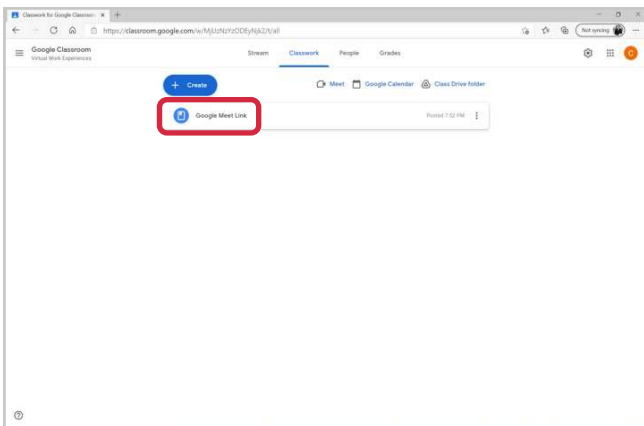 Classwork for Google Classroom
https://classroom.google.com/w/MjUzNzYzODEyNjk2/t/all
Not syncing
Google Classroom
Virtual Work Experiences
Stream Classwork People Grades
C
+ Create
Meet Google Calendar Class Drive folder
Google Meet Link
Posted 7:52 PM